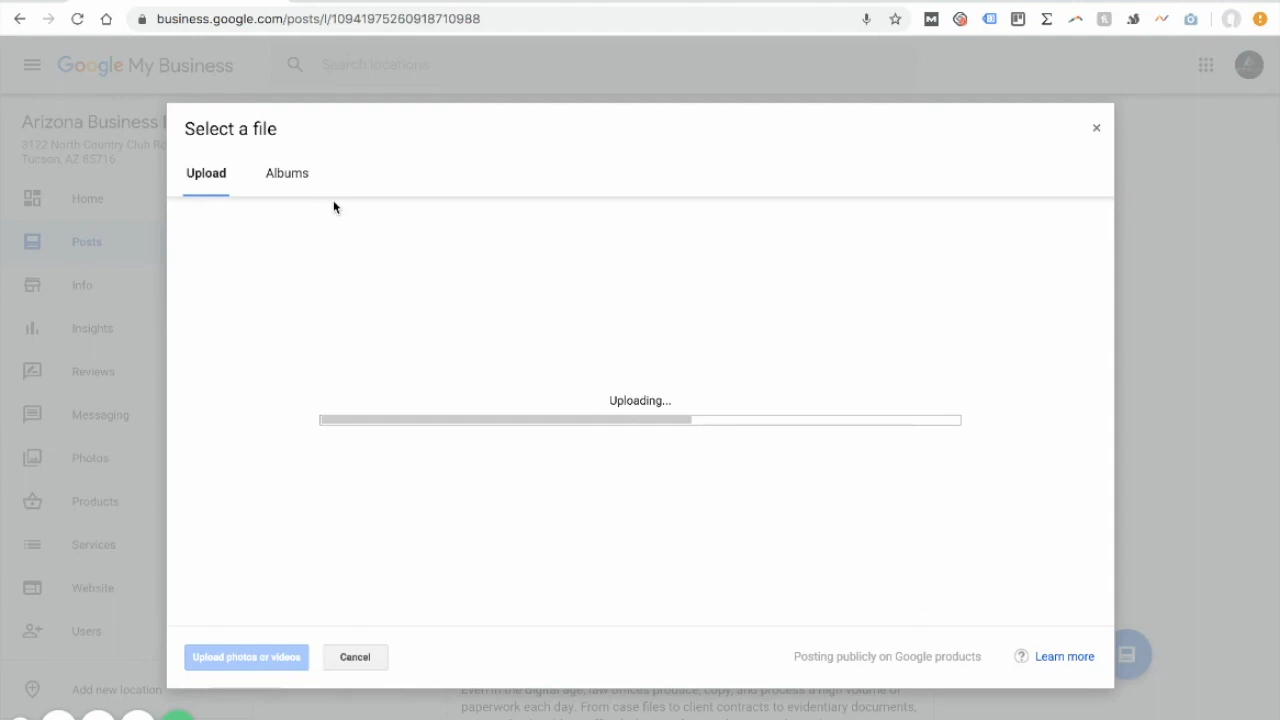 business.google.com/posts/l/10941975260918710988
Google My Business
Search locations
Arizona Business
3122 North Country Club
Tucson, AZ 85716
Select a file
Upload
Albums
Home
Posts
Info
Insights
Reviews
Messaging
Photos
Products
Services
Website
Users
Add new location
Uploading...
Upload photos or videos
Cancel
Posting publicly on Google products
Learn more
Even in the digital age, law offices produce, copy, and process a high volume of
paperwork each day. From case files to client contracts to evidentiary documents,